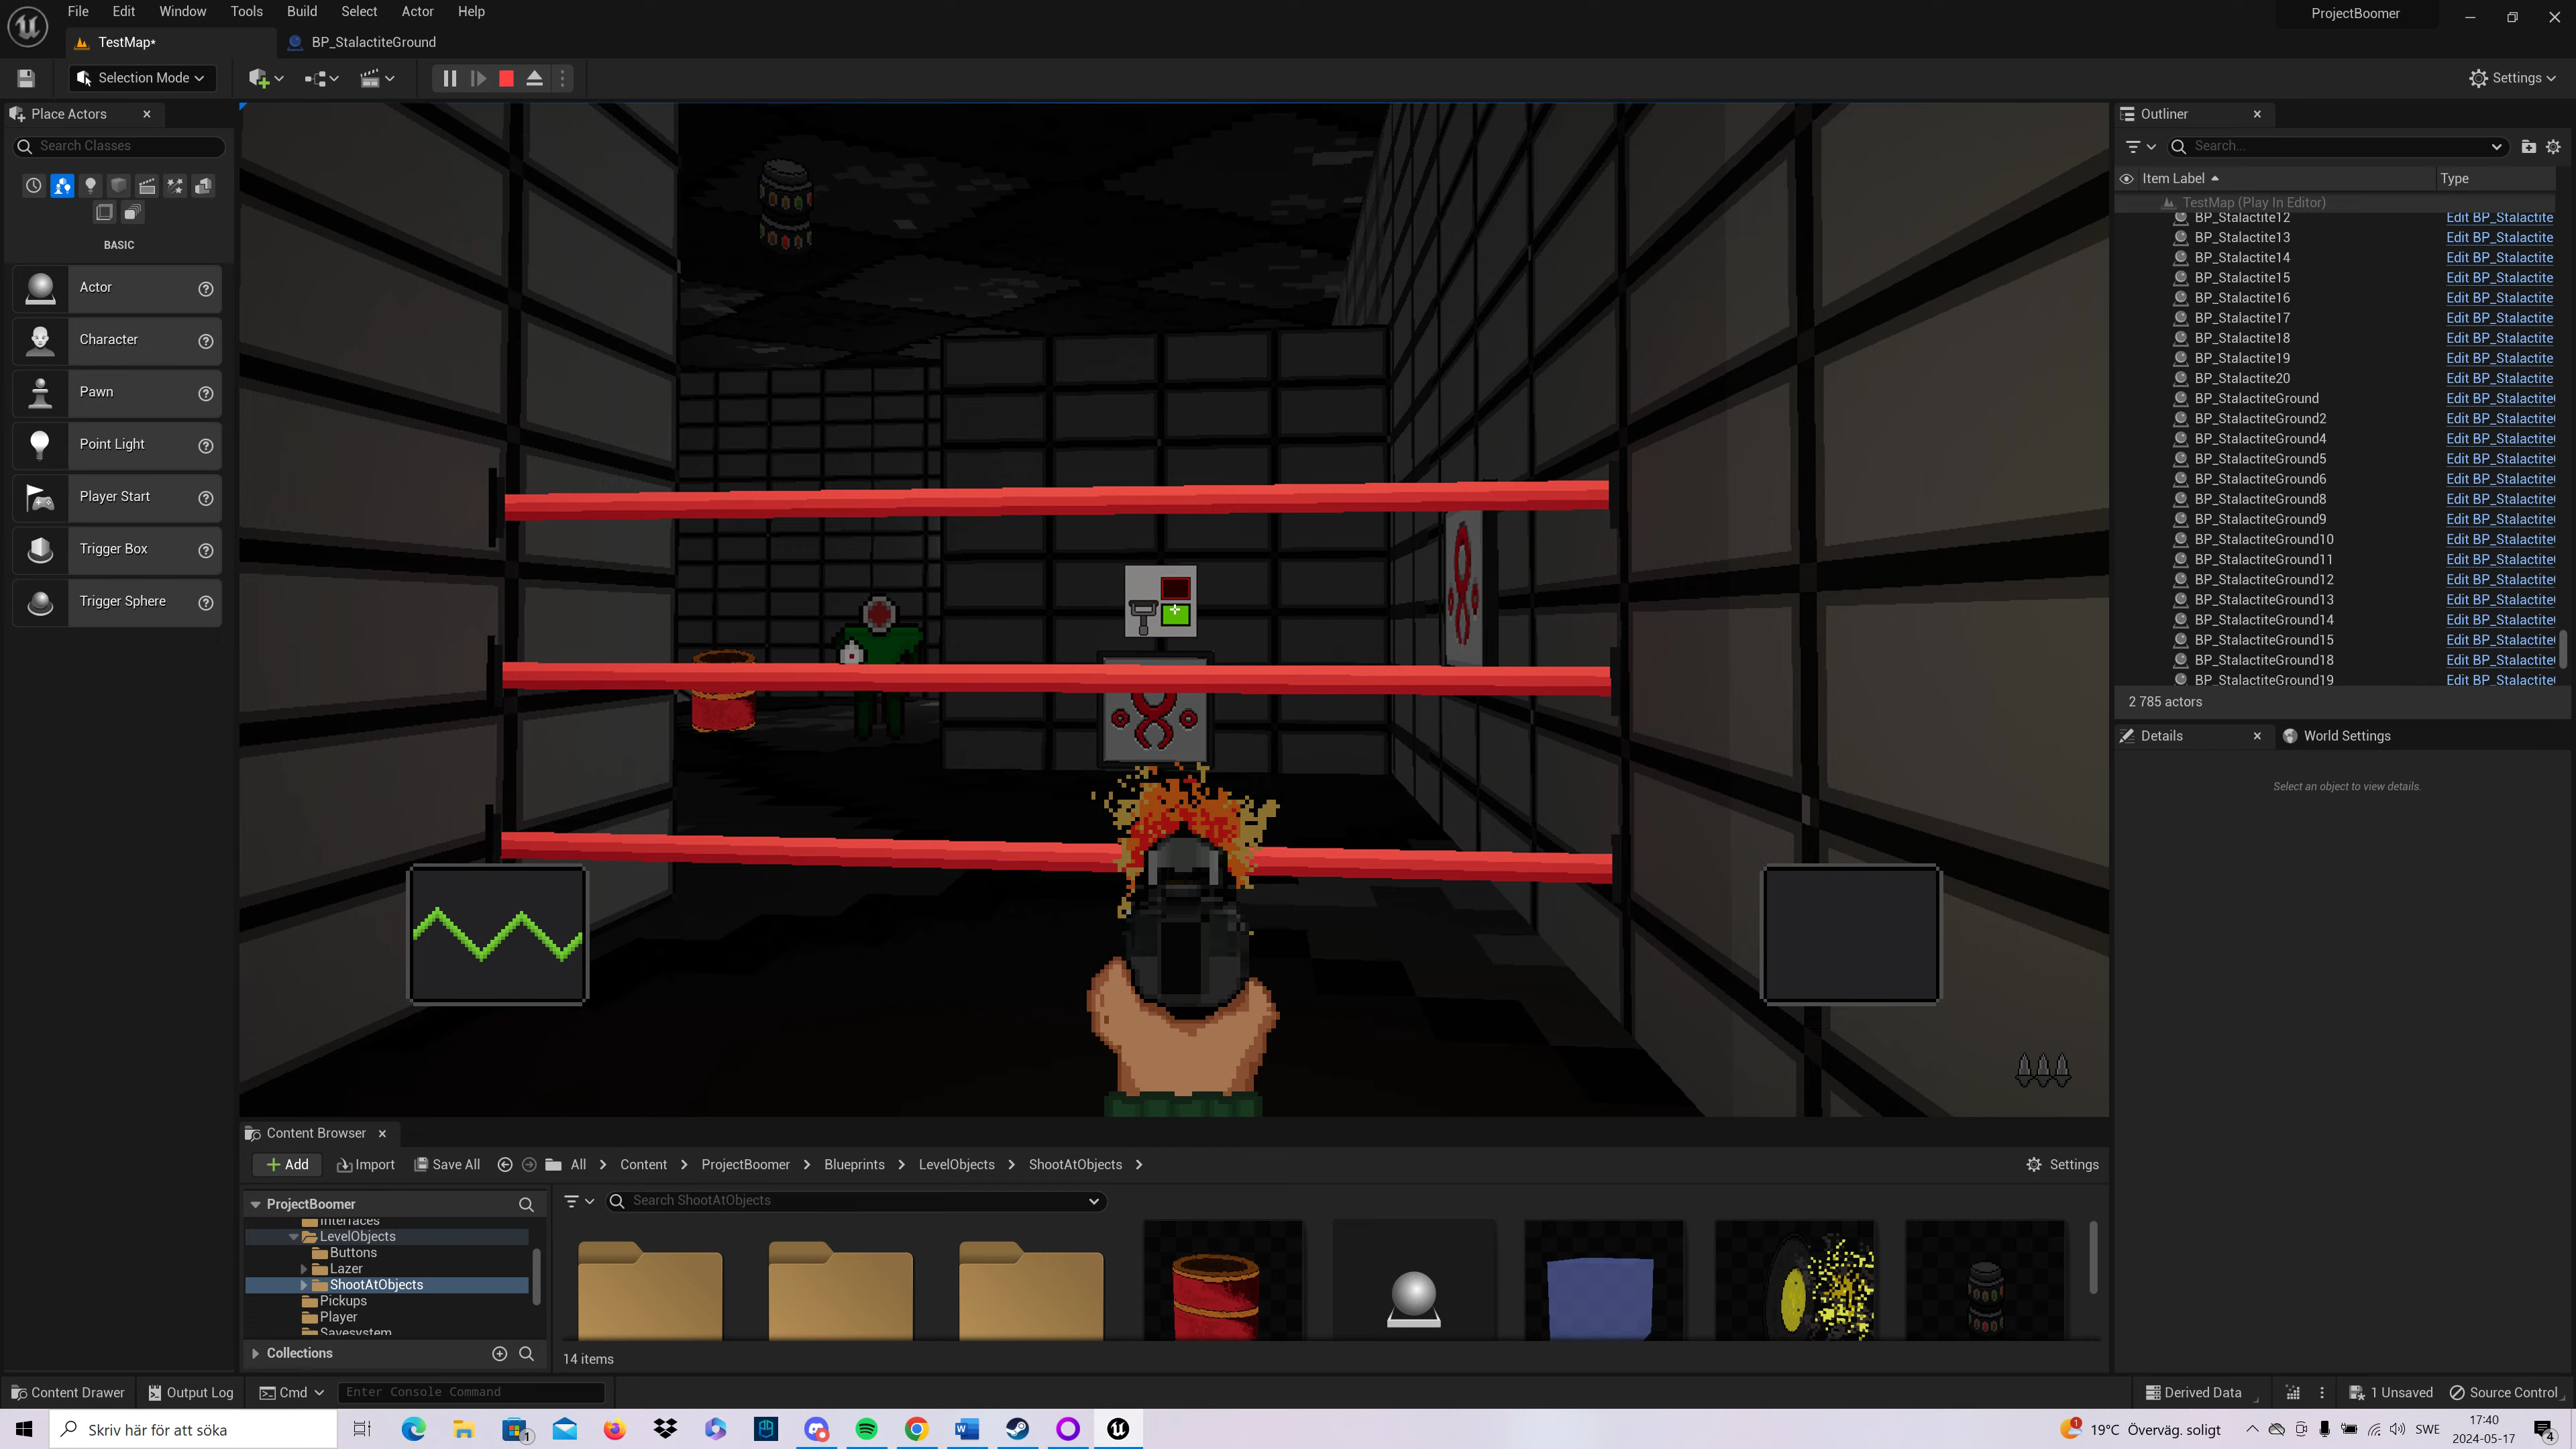 File Edit Window Tools Build Select Actor Help
ProjectBoomer
TestMap*
BP_StalactiteGround
Selection Mode
Settings
Place Actors
Search Classes
BASIC
Actor
Character
Pawn
Point Light
Player Start
Trigger Box
Trigger Sphere
Outliner
Search...
Item Label Type
TestMap (Play In Editor)
BP_Stalactite12 Edit BP_Stalactite
BP_Stalactite13 Edit BP_Stalactite
BP_Stalactite14 Edit BP_Stalactite
BP_Stalactite15 Edit BP_Stalactite
BP_Stalactite16 Edit BP_Stalactite
BP_Stalactite17 Edit BP_Stalactite
BP_Stalactite18 Edit BP_Stalactite
BP_Stalactite19 Edit BP_Stalactite
BP_Stalactite20 Edit BP_Stalactite
BP_StalactiteGround Edit BP_Stalactite
BP_StalactiteGround2 Edit BP_Stalactite
BP_StalactiteGround4 Edit BP_Stalactite
BP_StalactiteGround5 Edit BP_Stalactite
BP_StalactiteGround6 Edit BP_Stalactite
BP_StalactiteGround8 Edit BP_Stalactite
BP_StalactiteGround9 Edit BP_Stalactite
BP_StalactiteGround10 Edit BP_Stalactite
BP_StalactiteGround11 Edit BP_Stalactite
BP_StalactiteGround12 Edit BP_Stalactite
BP_StalactiteGround13 Edit BP_Stalactite
BP_StalactiteGround14 Edit BP_Stalactite
BP_StalactiteGround15 Edit BP_Stalactite
BP_StalactiteGround18 Edit BP_Stalactite
BP_StalactiteGround19 Edit BP_Stalactite
2 785 actors
Details
World Settings
Select an object to view details.
Content Browser
Add Import Save All All Content ProjectBoomer Blueprints LevelObjects ShootAtObjects Settings
ProjectBoomer
Interfaces
LevelObjects
Buttons
Lazer
ShootAtObjects
Pickups
Player
Savesystem
Collections
Search ShootAtObjects
14 items
Content Drawer Output Log Cmd Enter Console Command
Derived Data 1 Unsaved Source Control
Skriv här för att söka
1
1
19°C Överväg. soligt
SWE
17:40
2024-05-17
4